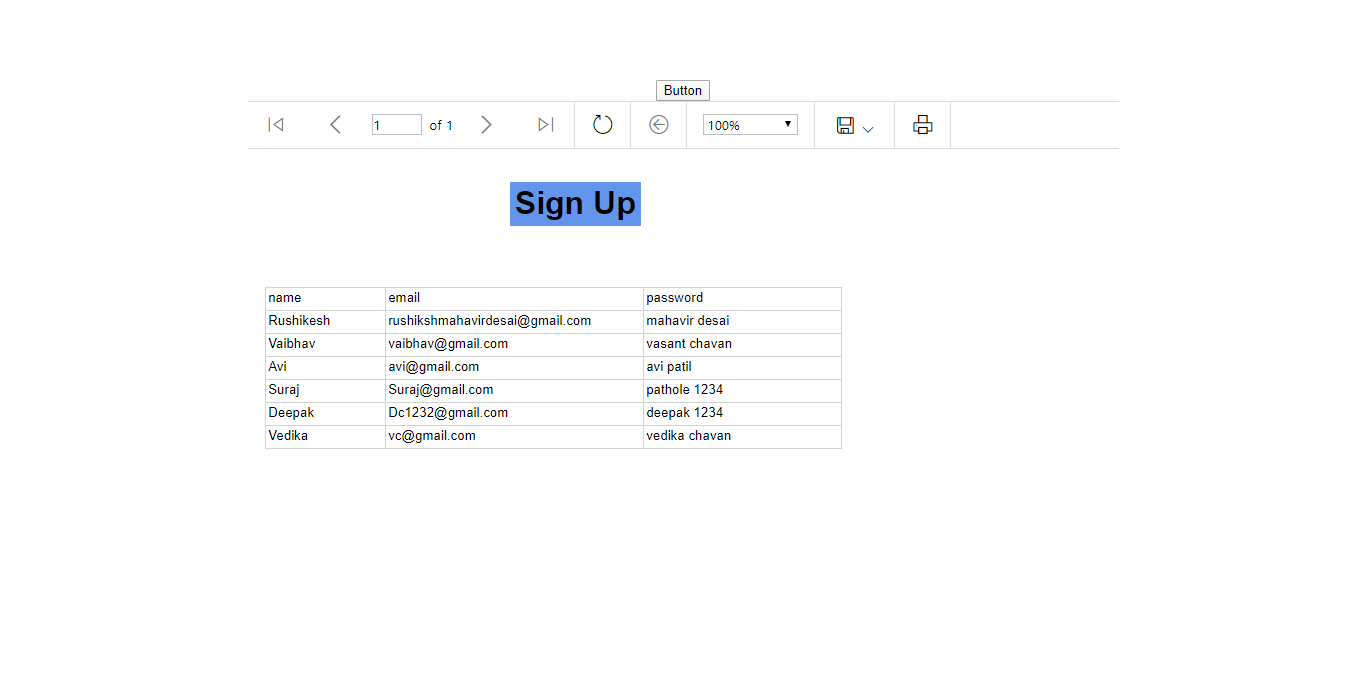 Button
1 of 1 100%
Sign Up
name email password
Rushikesh rushikshmahavirdesai@gmail.com mahavir desai
Vaibhav vaibhav@gmail.com vasant chavan
Avi avi@gmail.com avi patil
Suraj Suraj@gmail.com pathole 1234
Deepak Dc1232@gmail.com deepak 1234
Vedika vc@gmail.com vedika chavan